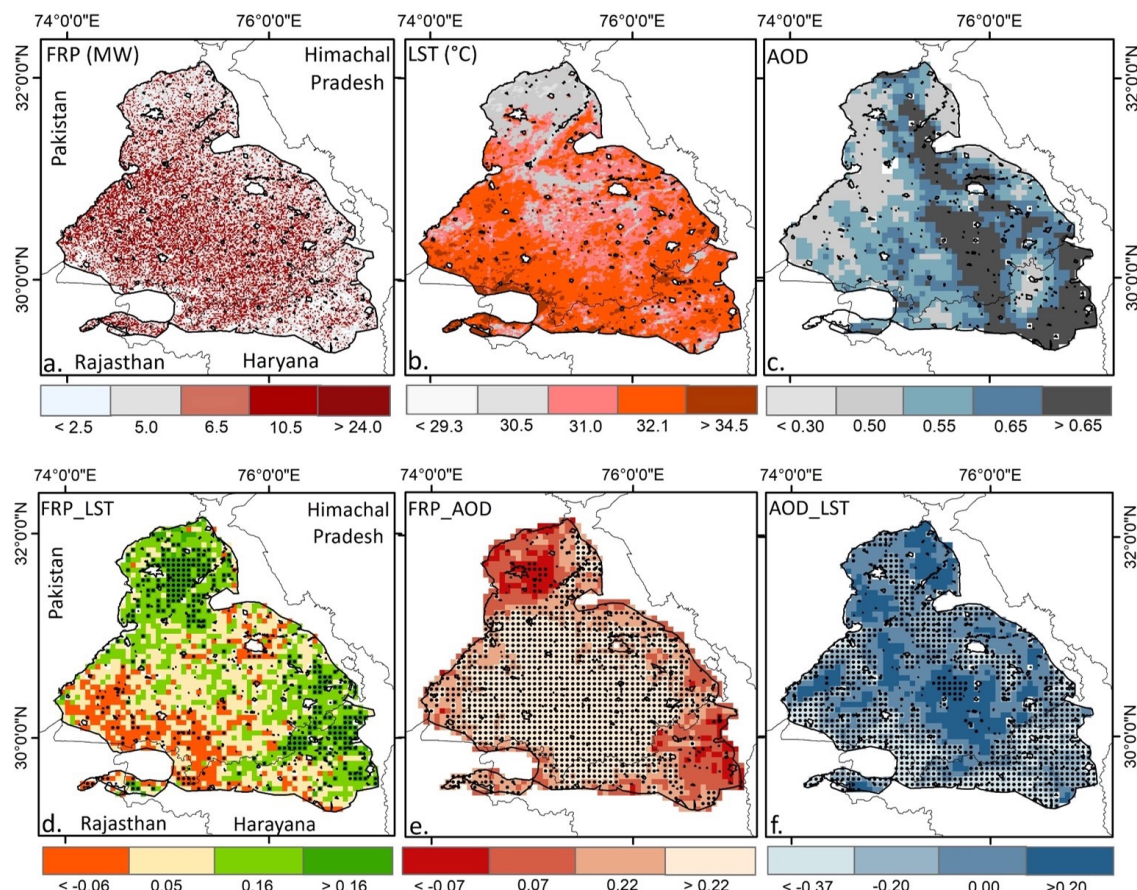 74°0'0"E 76°0'0"E 74°0'0"E 76°0'0"E 74°0'0"E 76°0'0"E
FRP (MW) Himachal Pradesh LST (°C) AOD
32°0'0"N 32°0'0"N
Pakistan
30°0'0"N 30°0'0"N
a. Rajasthan Haryana b. c.
< 2.5 5.0 6.5 10.5 > 24.0 < 29.3 30.5 31.0 32.1 > 34.5 < 0.30 0.50 0.55 0.65 > 0.65
74°0'0"E 76°0'0"E 74°0'0"E 76°0'0"E 74°0'0"E 76°0'0"E
FRP_LST Himachal Pradesh FRP_AOD AOD_LST
32°0'0"N 32°0'0"N
Pakistan
30°0'0"N 30°0'0"N
d. Rajasthan Harayana e. f.
< -0.06 0.05 0.16 > 0.16 < -0.07 0.07 0.22 > 0.22 < -0.37 -0.20 0.00 >0.20